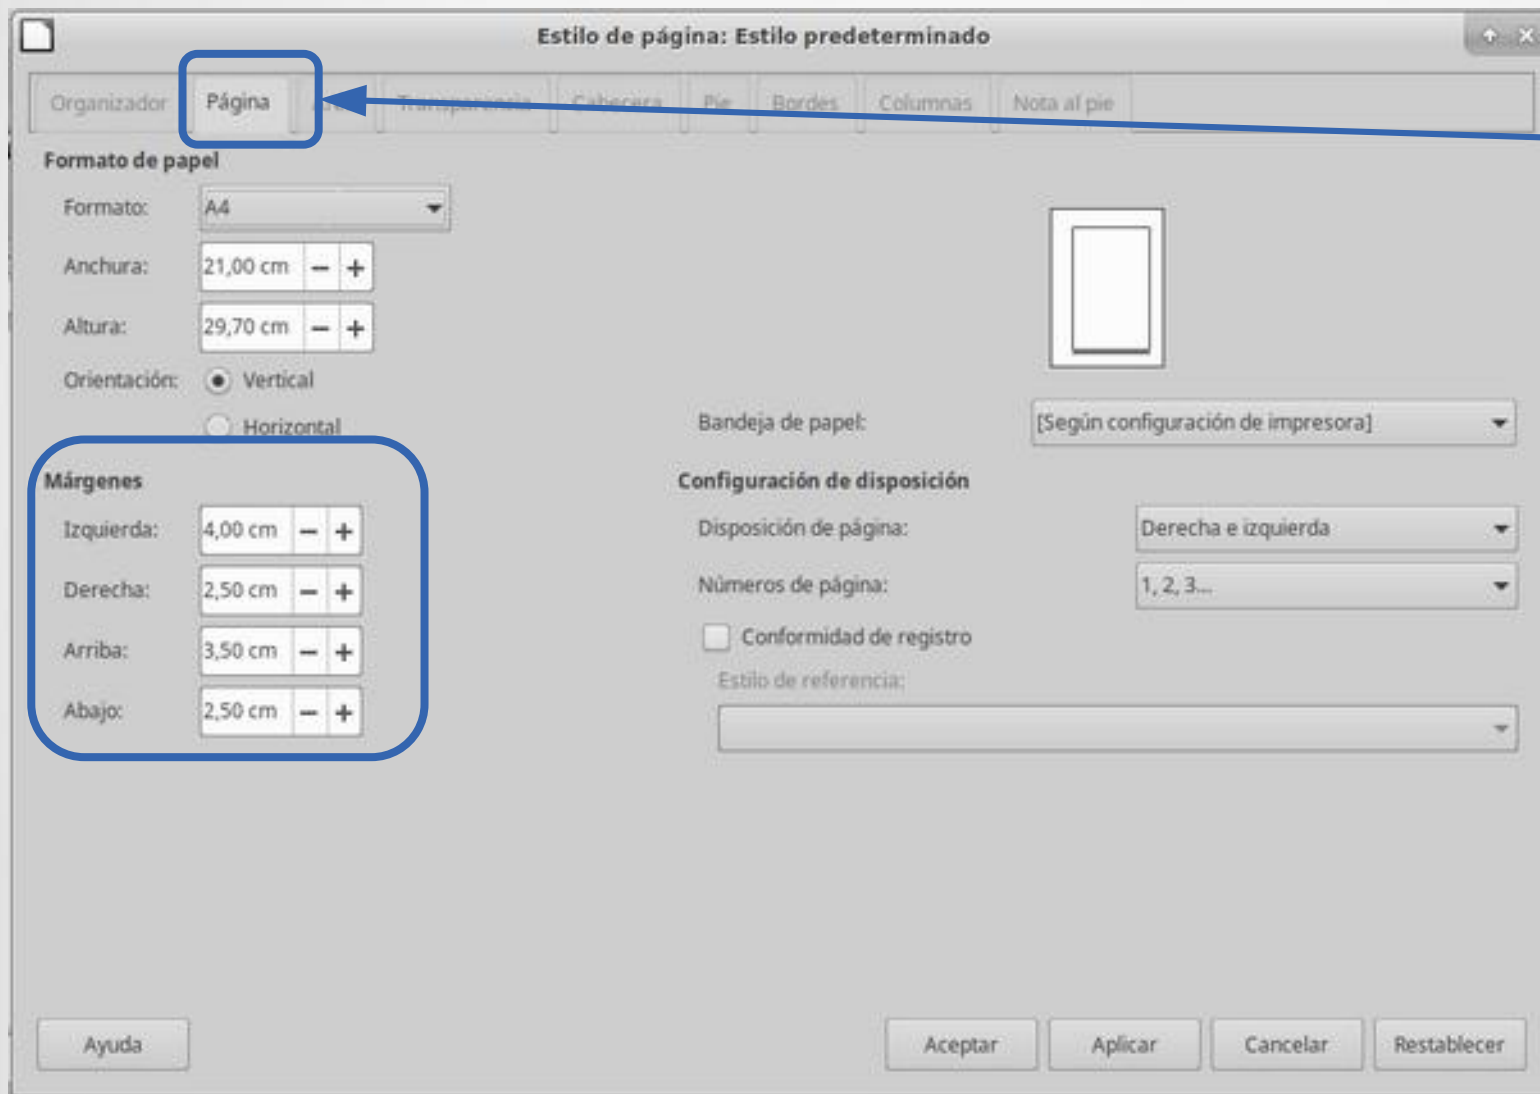 Estilo de página: Estilo predeterminado
Organizador Página Transparencia Cabecera Pie Bordes Columnas Nota al pie
Formato de papel
Formato: A4
Anchura: 21,00 cm − +
Altura: 29,70 cm − +
Orientación: Vertical
Horizontal
Bandeja de papel: [Según configuración de impresora]
Márgenes
Izquierda: 4,00 cm − +
Derecha: 2,50 cm − +
Arriba: 3,50 cm − +
Abajo: 2,50 cm − +
Configuración de disposición
Disposición de página: Derecha e izquierda
Números de página: 1, 2, 3...
Conformidad de registro
Estilo de referencia:
Ayuda Aceptar Aplicar Cancelar Restablecer